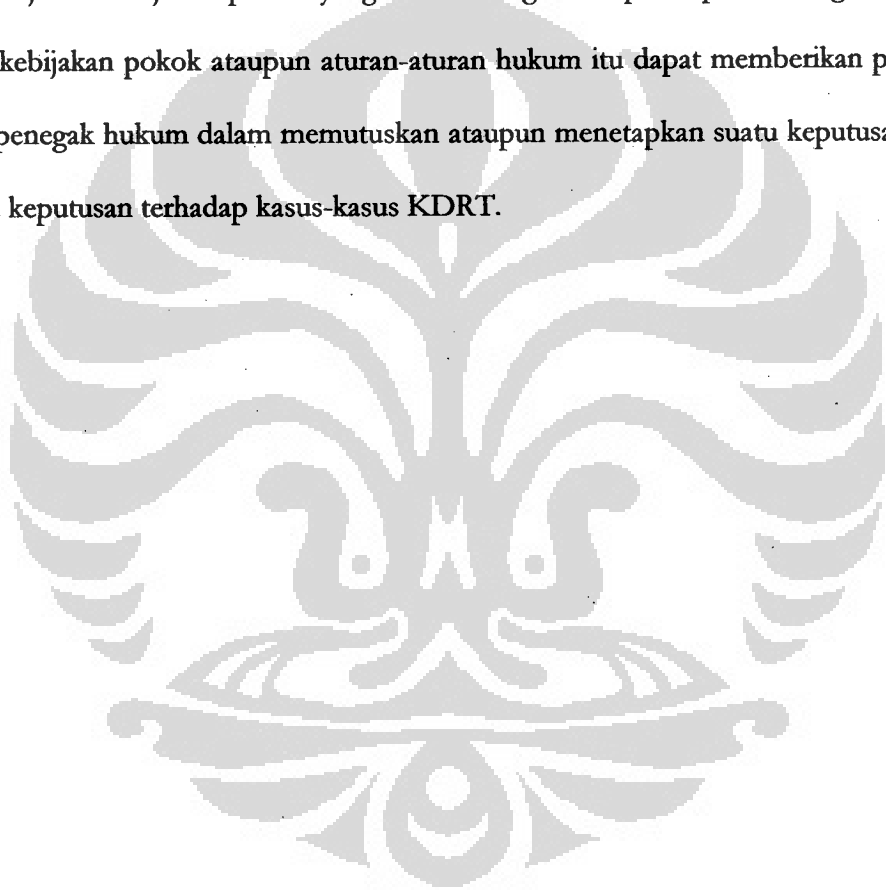 kebijakan pokok ataupun aturan-aturan hukum itu dapat memberikan
penegak hukum dalam memutuskan ataupun menetapkan suatu
keputusan terhadap kasus-kasus KDRT.